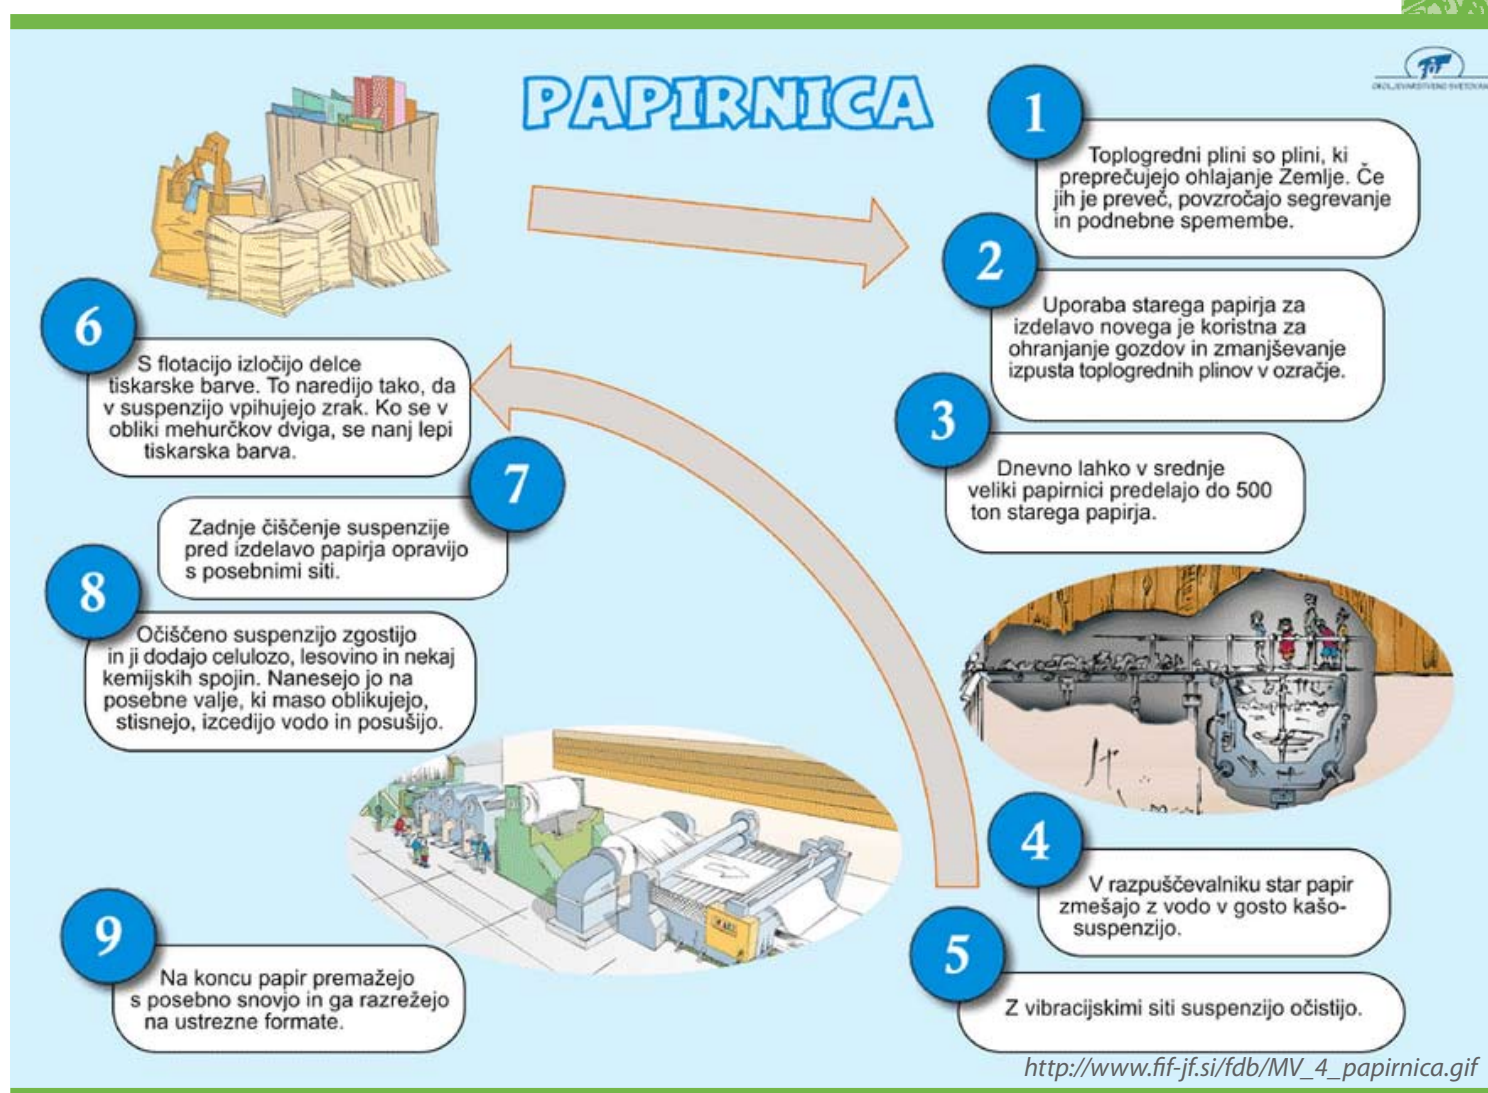 PAPIRNICA
1
Toplogredni plini so plini, ki
preprečujejo ohlajanje Zemlje. Če
jih je preveč, povzročajo segrevanje
in podnebne spemembe.
2
Uporaba starega papirja za
izdelavo novega je koristna za
ohranjanje gozdov in zmanjševanje
izpusta toplogrednih plinov v ozračje.
3
Dnevno lahko v srednje
veliki papirnici predelajo do 500
ton starega papirja.
4
V razpuščevalniku star papir
zmešajo z vodo v gosto kašo-
suspenzijo.
5
Z vibracijskimi siti suspenzijo očistijo.
6
S flotacijo izločijo delce
tiskarske barve. To naredijo tako, da
v suspenzijo vpihujejo zrak. Ko se v
obliki mehurčkov dviga, se nanj lepi
tiskarska barva.
7
Zadnje čiščenje suspenzije
pred izdelavo papirja opravijo
s posebnimi siti.
8
Očiščeno suspenzijo zgostijo
in ji dodajo celulozo, lesovino in nekaj
kemijskih spojin. Nanesejo jo na
posebne valje, ki maso oblikujejo,
stisnejo, izcedijo vodo in posušijo.
9
Na koncu papir premažejo
s posebno snovjo in ga razrežejo
na ustrezne formate.
http://www.fif-jf.si/fdb/MV_4_papirnica.gif